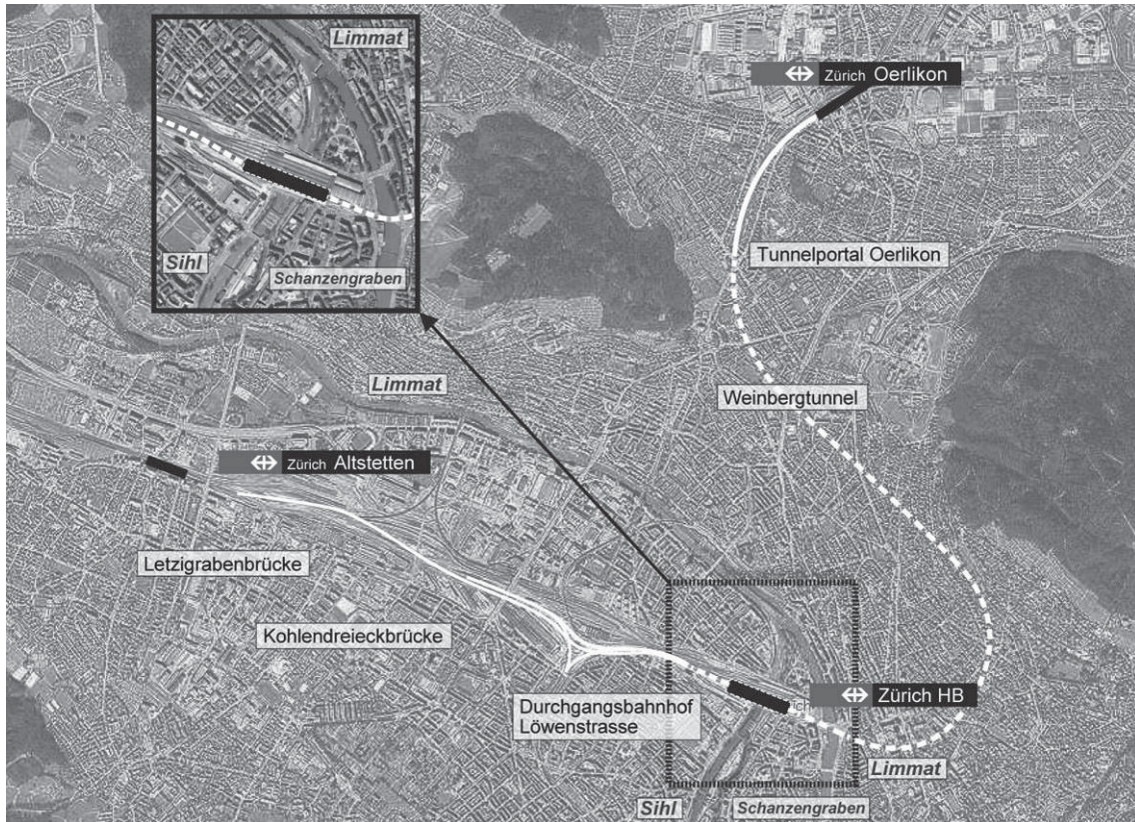 Limmat
Sihl
Schanzengraben
Zürich Oerlikon
Tunnelportal Oerlikon
Limmat
Weinbergtunnel
Zürich Altstetten
Letzigrabenbrücke
Kohlendreieckbrücke
Durchgangsbahnhof
Löwenstrasse
Zürich HB
Limmat
Sihl
Schanzengraben